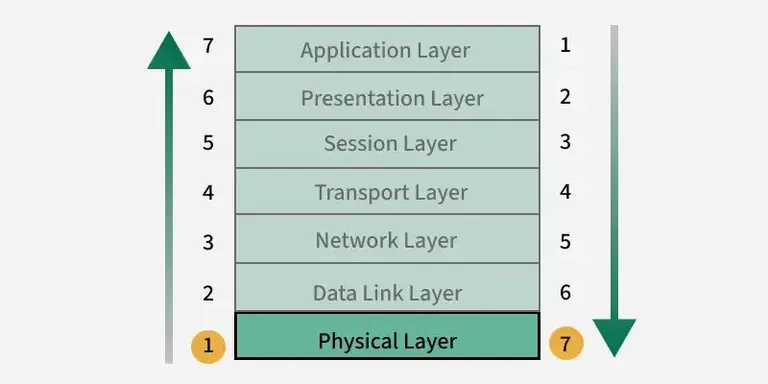 7 Application Layer 1
6 Presentation Layer 2
5 Session Layer 3
4 Transport Layer 4
3 Network Layer 5
2 Data Link Layer 6
1 Physical Layer 7